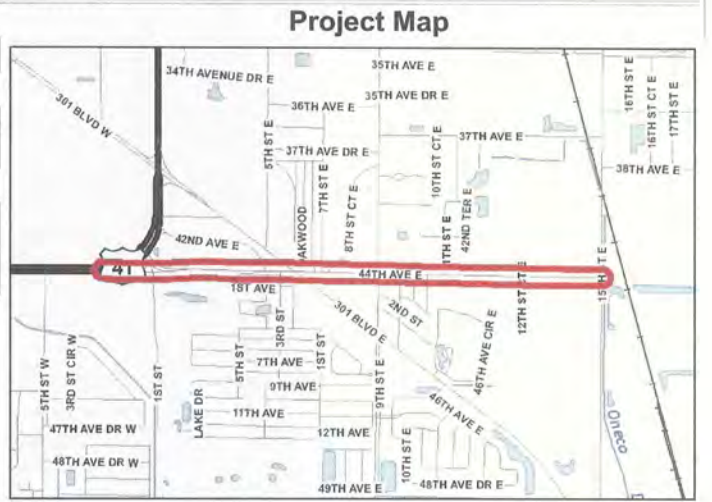 Project Map
34TH AVENUE DR E
35TH AVE E
16TH ST E
16TH ST CT E
17TH ST E
301 BLVD W
36TH AVE E
35TH AVE DR E
5TH ST E
37TH AVE DR E
7TH ST E
10TH ST CT E
37TH AVE E
38TH AVE E
8TH ST CT E
42ND TER E
42ND AVE E
41
44TH AVE E
12TH ST CT E
1ST AVE
3RD ST
2ND ST
301 BLVD E
46TH AVE CIR E
5TH ST W
3RD ST CIR W
1ST ST
5TH ST
7TH AVE
1ST ST
9TH AVE
9TH ST E
LAKE DR
11TH AVE
46TH AVE E
Oneco
47TH AVE DR W
12TH AVE
10TH ST E
48TH AVE DR W
49TH AVE E
48TH AVE DR E